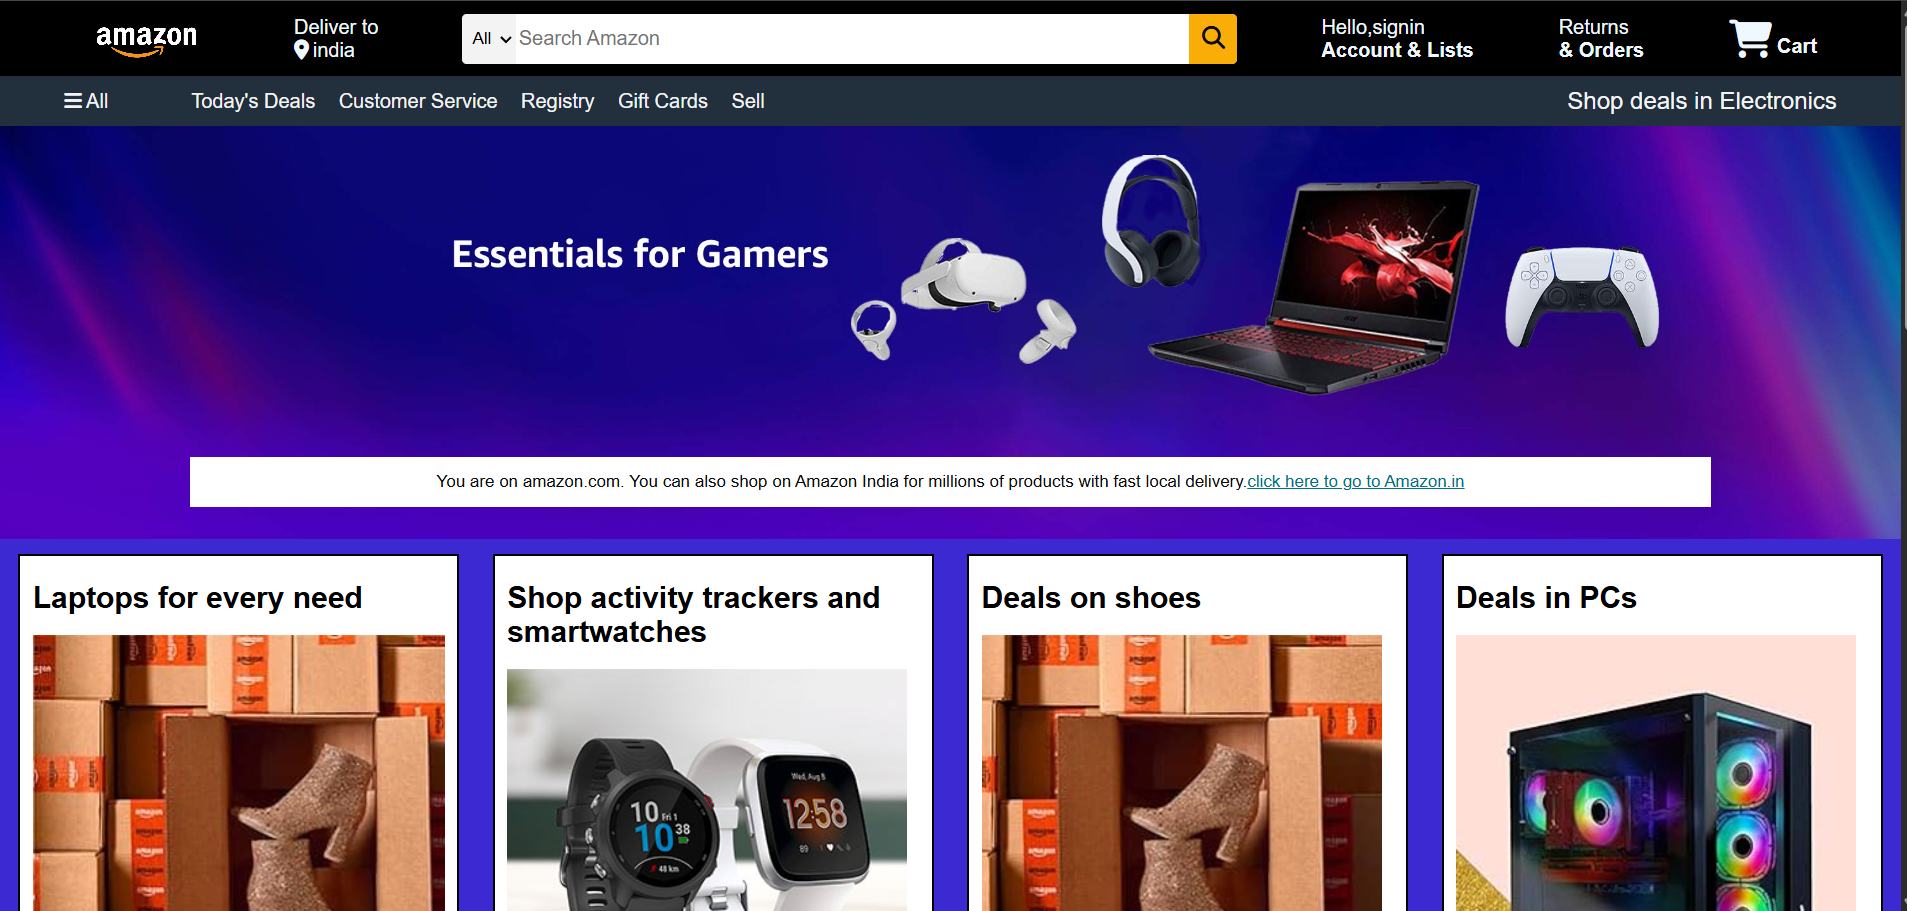 amazon
Deliver to
india
All
Search Amazon
Hello,signin
Account & Lists
Returns
& Orders
Cart
All
Today's Deals
Customer Service
Registry
Gift Cards
Sell
Shop deals in Electronics
Essentials for Gamers
You are on amazon.com. You can also shop on Amazon India for millions of products with fast local delivery.click here to go to Amazon.in
Laptops for every need
Shop activity trackers and
smartwatches
Deals on shoes
Deals in PCs
amazon
amazon
10 Fri 1
10 38
48 km
Wed, Aug 8
12:58
89